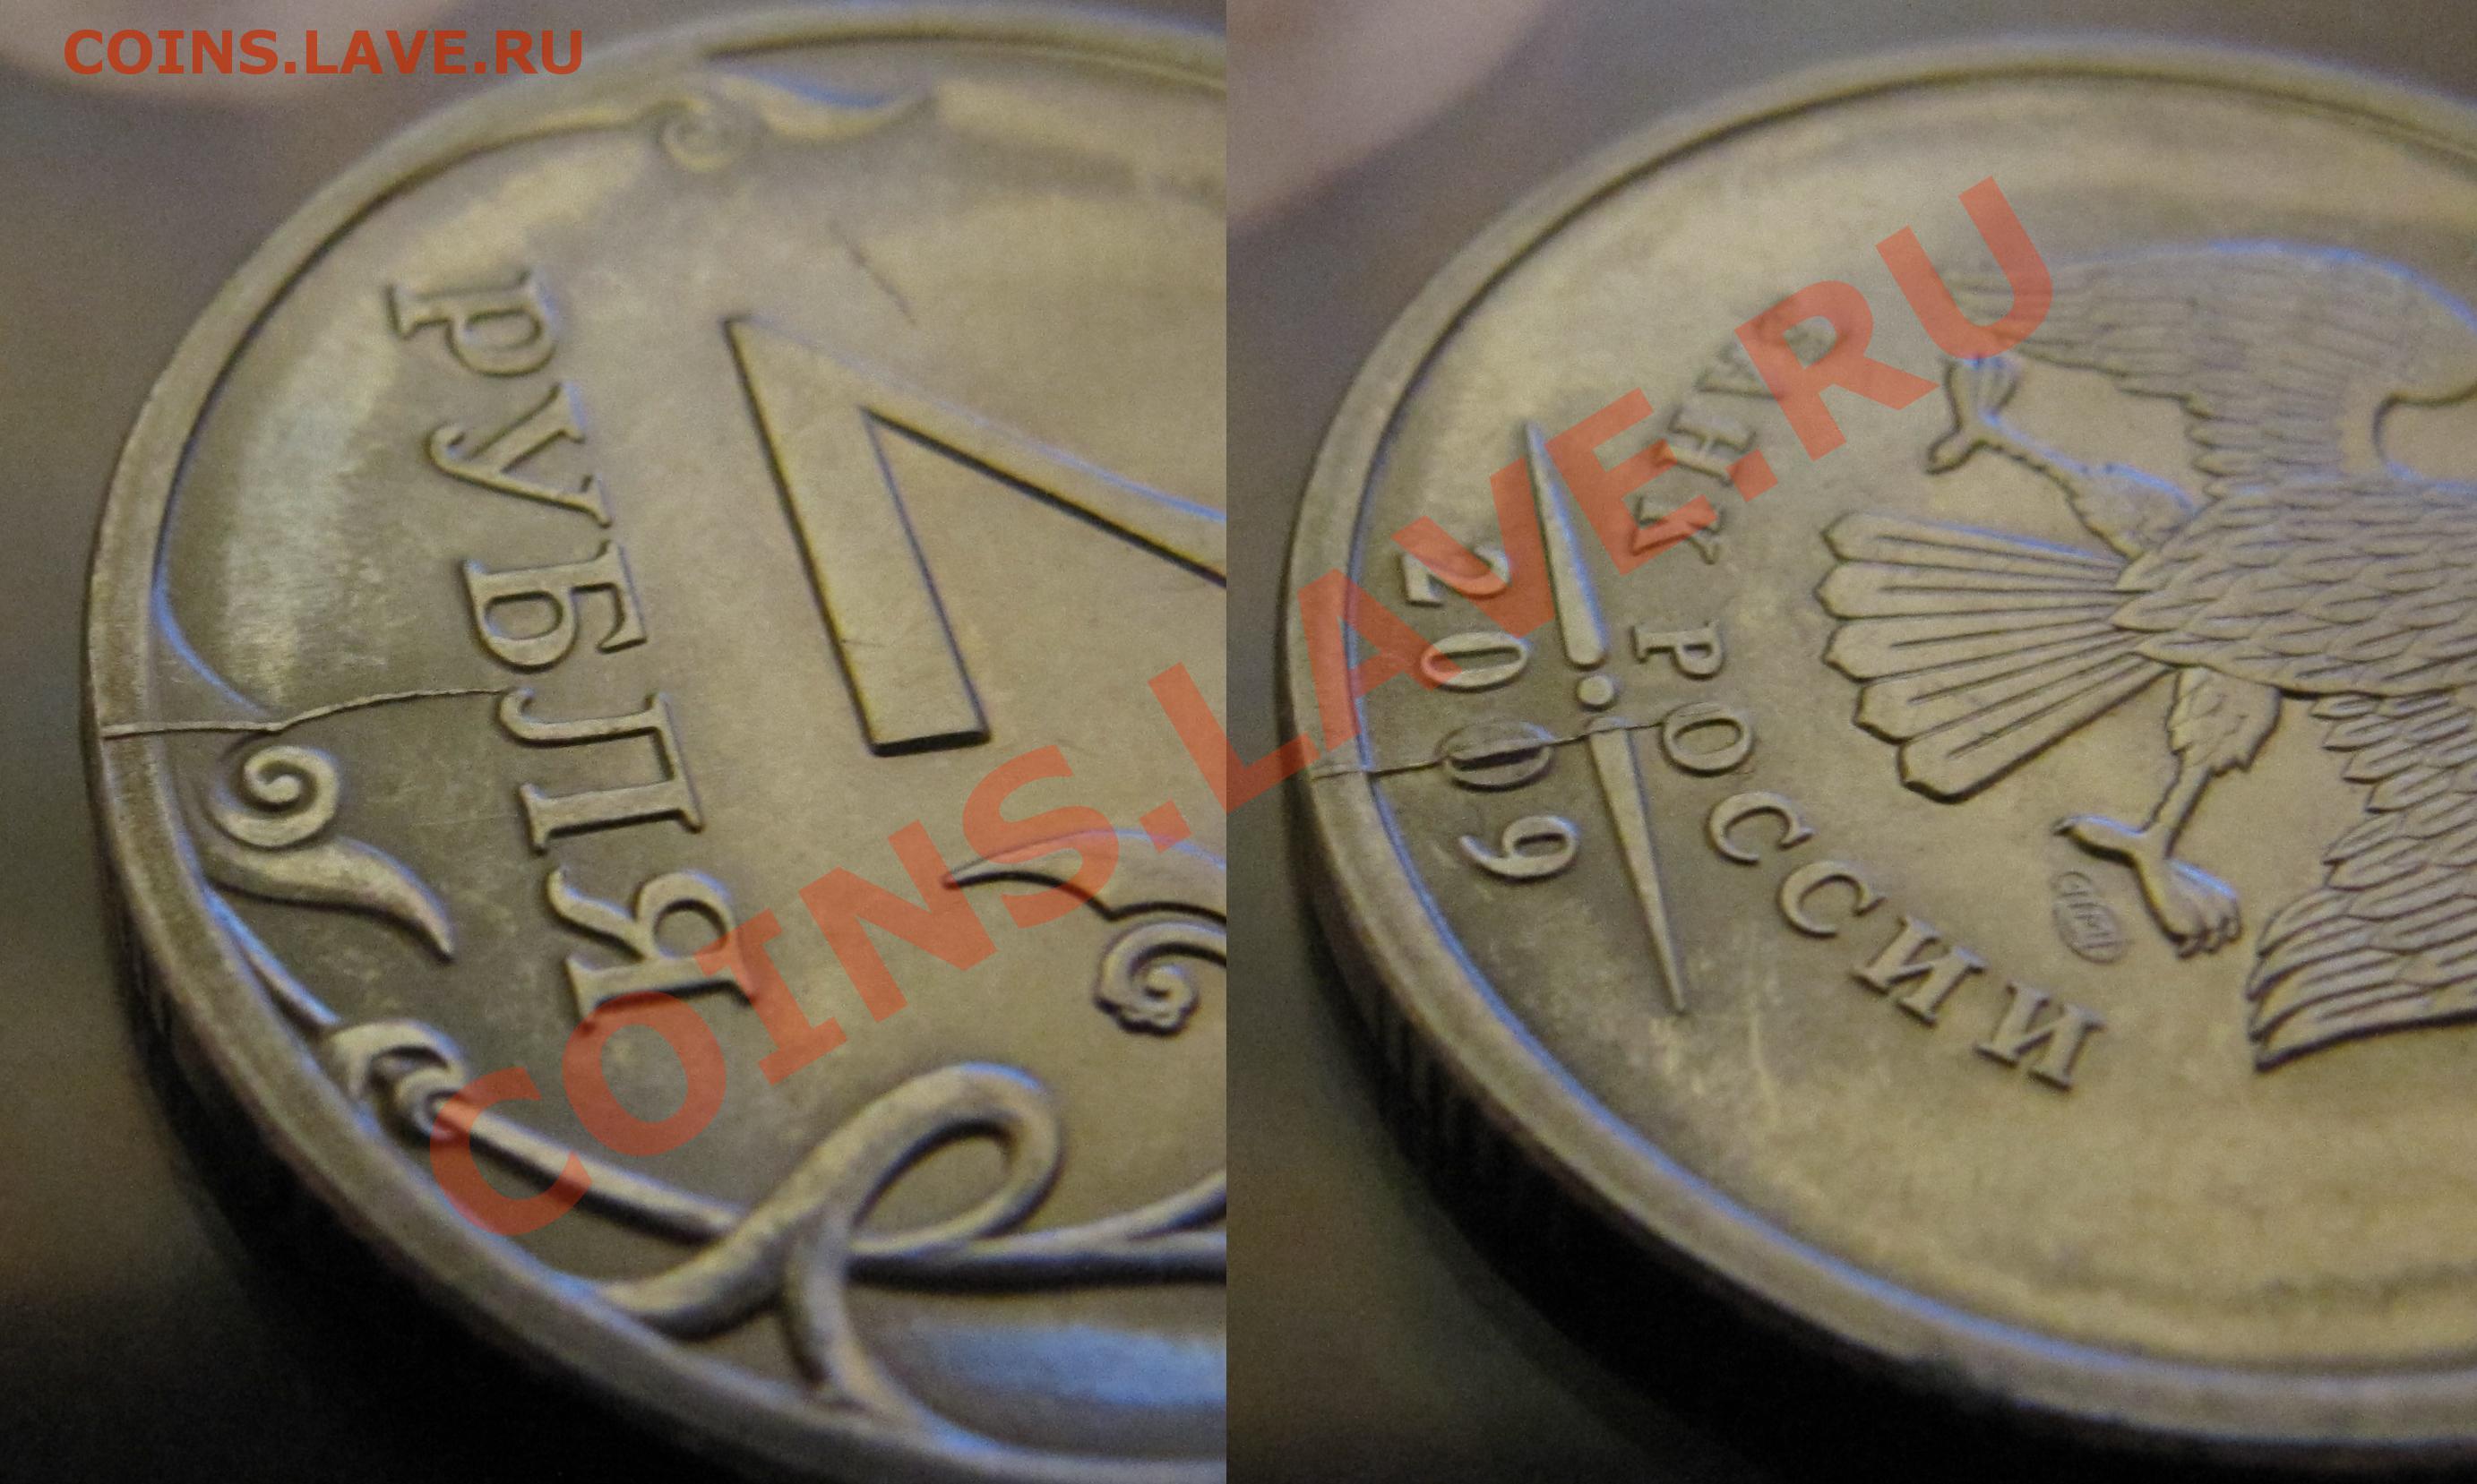 COINS.LAVE.RU
РУБЛЯ
2
БАНК РОССИИ
2009
COINS.LAVE.RU